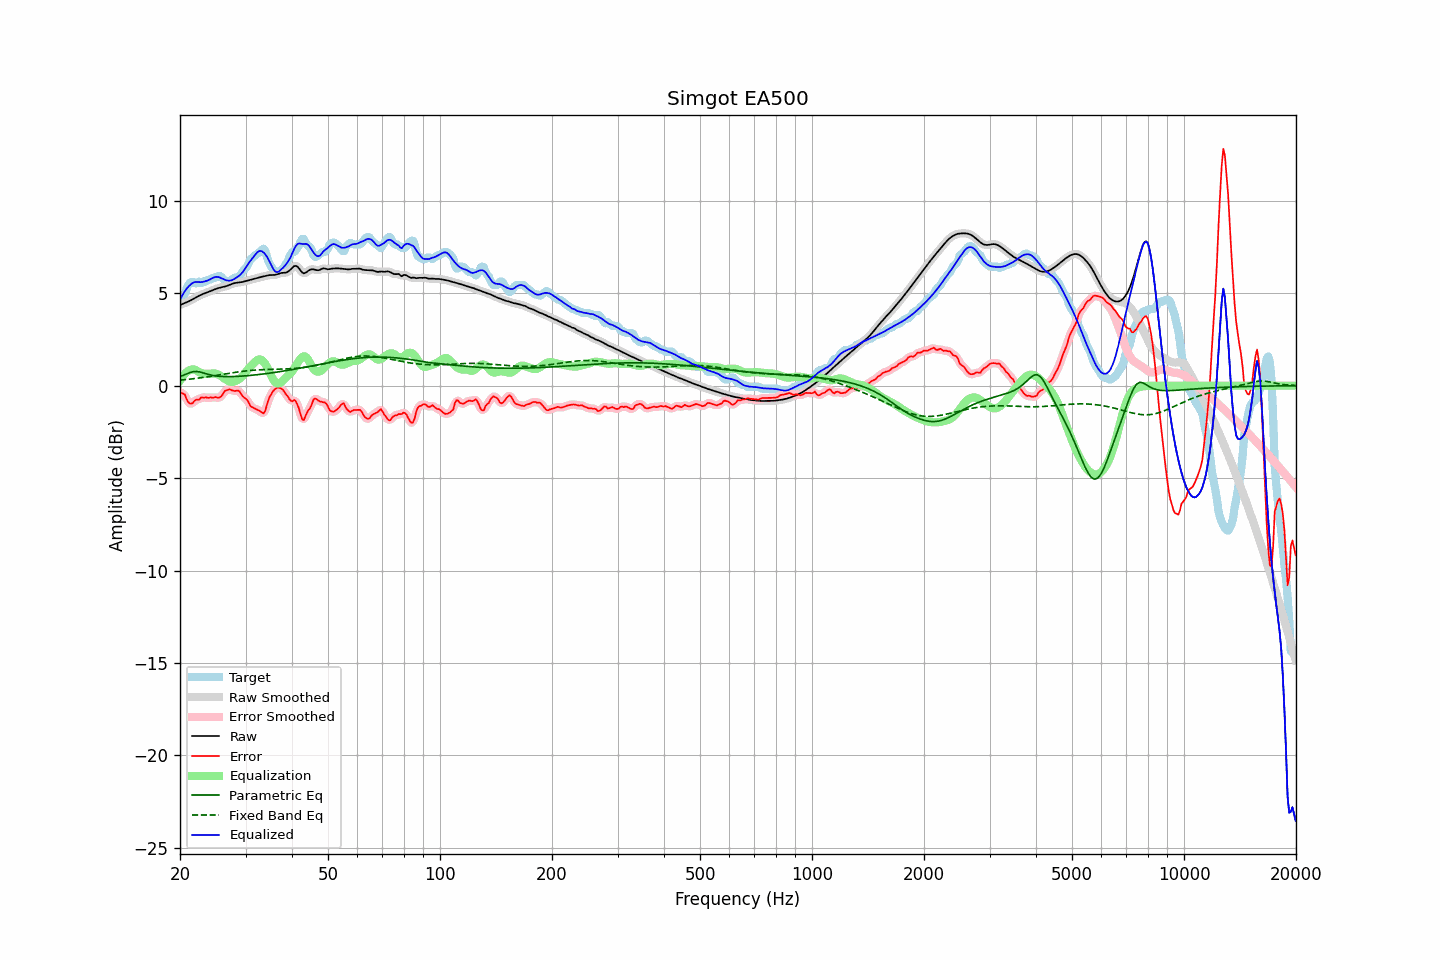 Simgot EA500
Amplitude (dBr)
10
5
0
−5
−10
−15
−20
−25
Target
Raw Smoothed
Error Smoothed
Raw
Error
Equalization
Parametric Eq
Fixed Band Eq
Equalized
20 50 100 200 500 1000 2000 5000 10000 20000
Frequency (Hz)